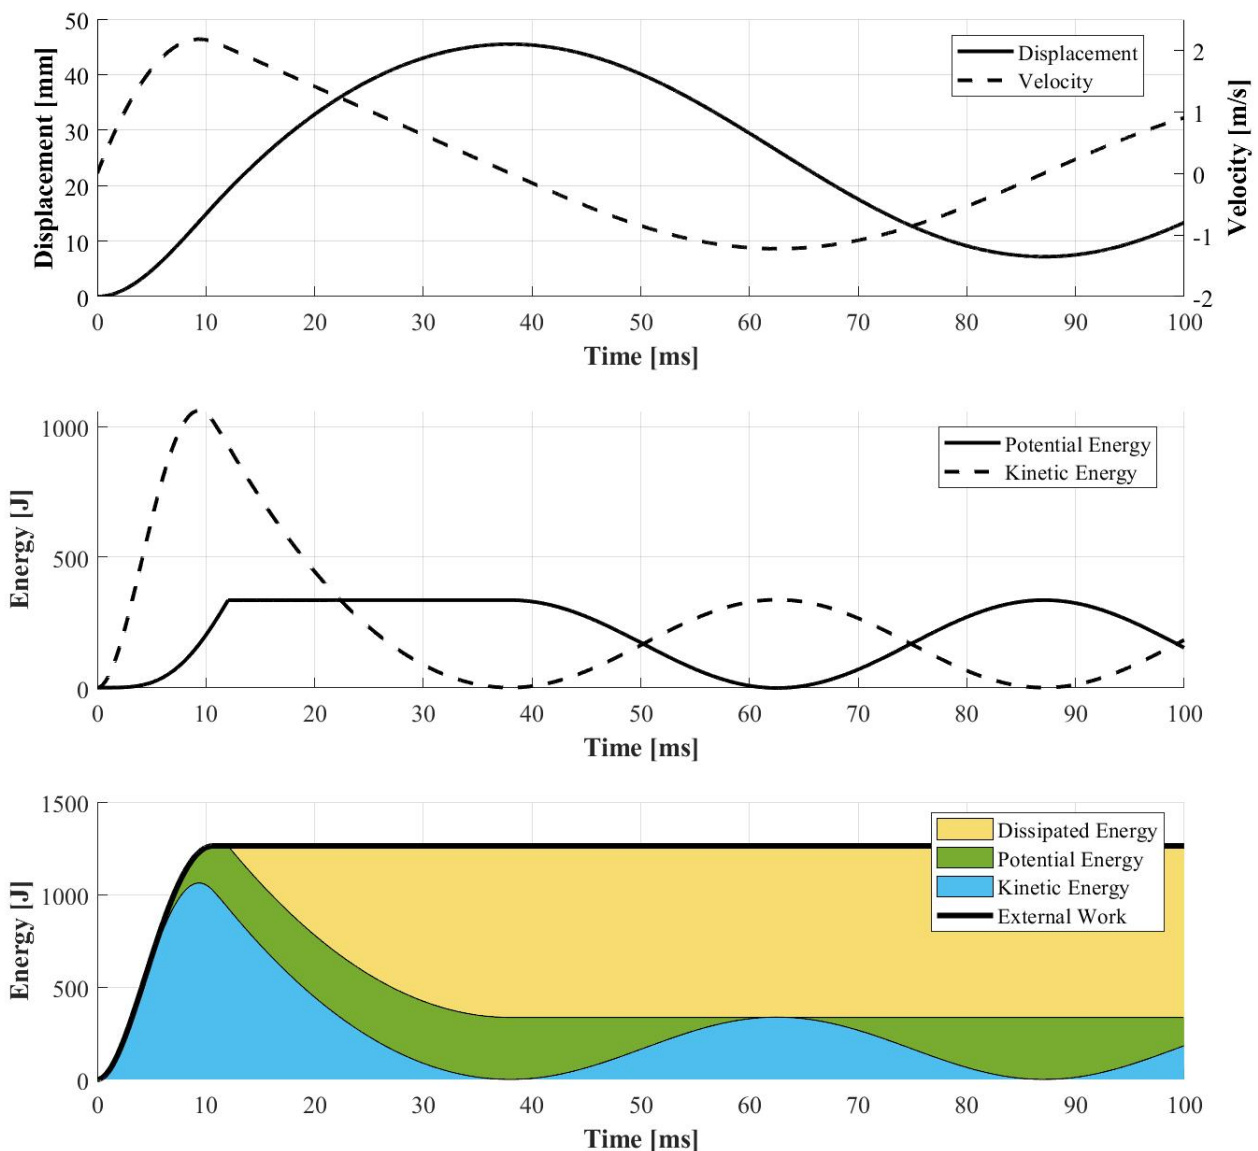 50
40
30
20
10
0
Displacement [mm]
2
1
0
-1
-2
Velocity [m/s]
Displacement
Velocity
0 10 20 30 40 50 60 70 80 90 100
Time [ms]
1000
500
0
Energy [J]
Potential Energy
Kinetic Energy
0 10 20 30 40 50 60 70 80 90 100
Time [ms]
1500
1000
500
0
Energy [J]
Dissipated Energy
Potential Energy
Kinetic Energy
External Work
0 10 20 30 40 50 60 70 80 90 100
Time [ms]